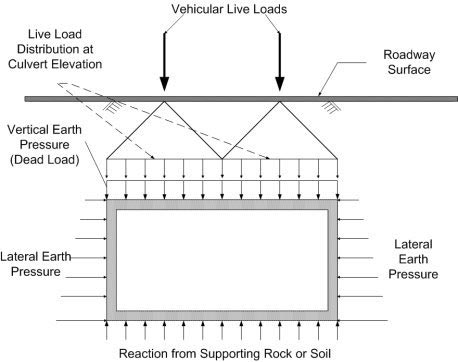 Vehicular Live Loads
Live Load
Distribution at
Culvert Elevation
Roadway
Surface
Vertical Earth
Pressure
(Dead Load)
Lateral Earth
Pressure
Lateral
Earth
Pressure
Reaction from Supporting Rock or Soil